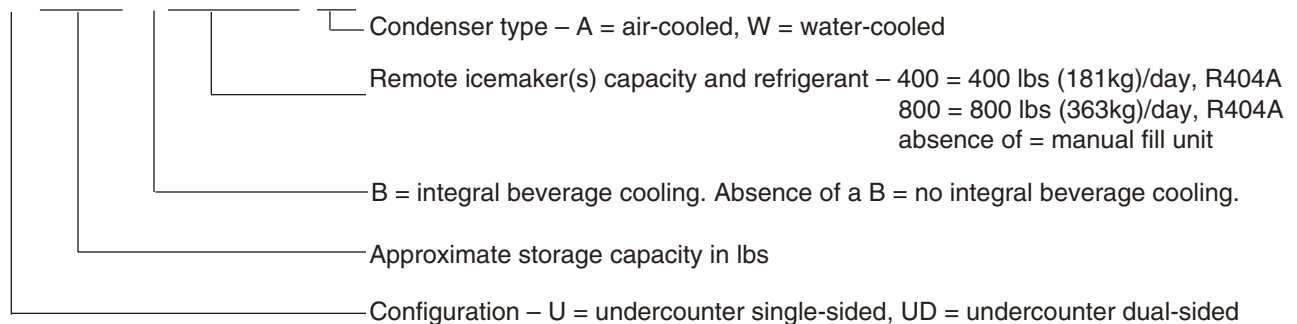 Condenser type – A = air-cooled, W = water-cooled
Remote icemaker(s) capacity and refrigerant – 400 = 400 lbs (181kg)/day, R404A
800 = 800 lbs (363kg)/day, R404A
absence of = manual fill unit
B = integral beverage cooling. Absence of a B = no integral beverage cooling.
Approximate storage capacity in lbs
Configuration – U = undercounter single-sided, UD = undercounter dual-sided